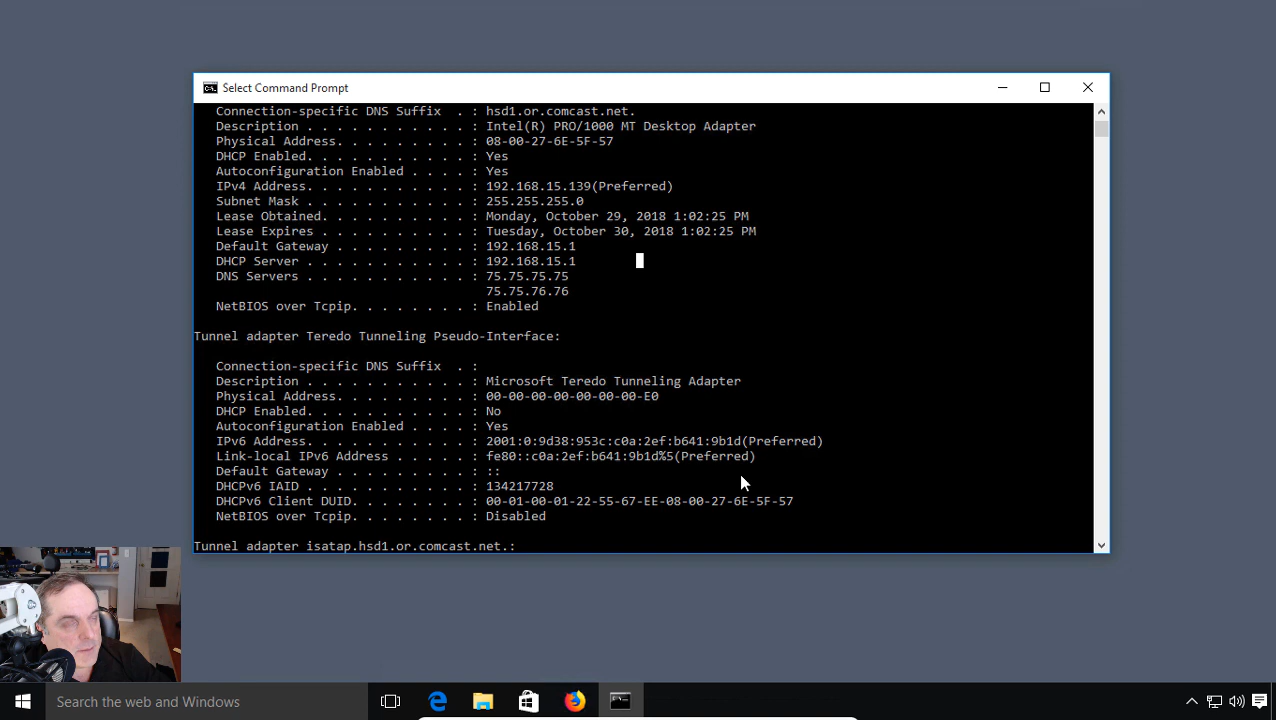 Select Command Prompt
Connection-specific DNS Suffix . : hsd1.or.comcast.net.
Description . . . . . . . . . . . : Intel(R) PRO/1000 MT Desktop Adapter
Physical Address. . . . . . . . . : 08-00-27-6E-5F-57
DHCP Enabled. . . . . . . . . . . : Yes
Autoconfiguration Enabled . . . . : Yes
IPv4 Address. . . . . . . . . . . : 192.168.15.139(Preferred)
Subnet Mask . . . . . . . . . . . : 255.255.255.0
Lease Obtained. . . . . . . . . . : Monday, October 29, 2018 1:02:25 PM
Lease Expires . . . . . . . . . . : Tuesday, October 30, 2018 1:02:25 PM
Default Gateway . . . . . . . . . : 192.168.15.1
DHCP Server . . . . . . . . . . . : 192.168.15.1
DNS Servers . . . . . . . . . . . : 75.75.75.75
75.75.76.76
NetBIOS over Tcpip. . . . . . . . : Enabled
Tunnel adapter Teredo Tunneling Pseudo-Interface:
Connection-specific DNS Suffix . :
Description . . . . . . . . . . . : Microsoft Teredo Tunneling Adapter
Physical Address. . . . . . . . . : 00-00-00-00-00-00-00-E0
DHCP Enabled. . . . . . . . . . . : No
Autoconfiguration Enabled . . . . : Yes
IPv6 Address. . . . . . . . . . . : 2001:0:9d38:953c:c0a:2ef:b641:9b1d(Preferred)
Link-local IPv6 Address . . . . . : fe80::c0a:2ef:b641:9b1d%5(Preferred)
Default Gateway . . . . . . . . . : ::
DHCPv6 IAID . . . . . . . . . . . : 134217728
DHCPv6 Client DUID. . . . . . . . : 00-01-00-01-22-55-67-EE-08-00-27-6E-5F-57
NetBIOS over Tcpip. . . . . . . . : Disabled
Tunnel adapter isatap.hsd1.or.comcast.net.:
Search the web and Windows